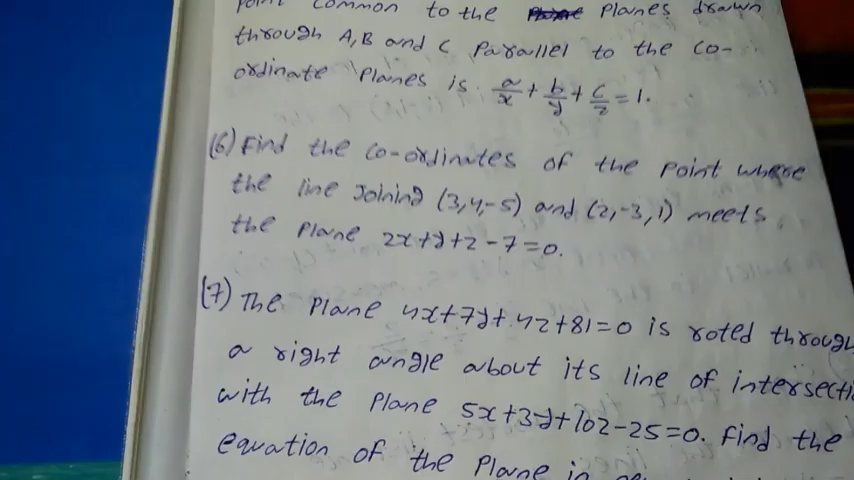 point common to the planes drawn
through A, B and C parallel to the co-
ordinate planes is a/x + b/y + c/z = 1.
(6) Find the co-ordinates of the point where
the line joining (3,4,-5) and (2,-3,1) meets
the plane 2x+y+z-7=0.
(7) The plane 4x+7y+4z+81=0 is roted through
a right angle about its line of intersecti
with the plane 5x+3y+10z-25=0. Find the
equation of the plane in